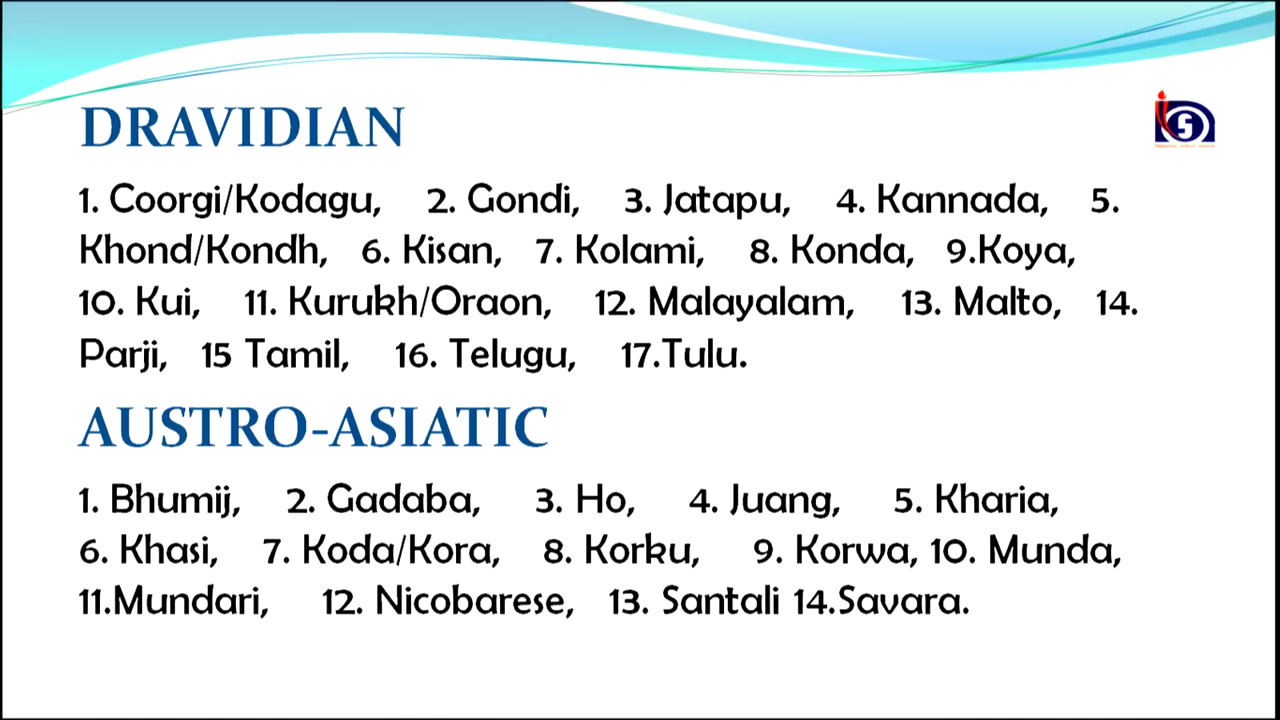 DRAVIDIAN
1. Coorgi/Kodagu, 2. Gondi, 3. Jatapu, 4. Kannada, 5.
Khond/Kondh, 6. Kisan, 7. Kolami, 8. Konda, 9.Koya,
10. Kui, 11. Kurukh/Oraon, 12. Malayalam, 13. Malto, 14.
Parji, 15 Tamil, 16. Telugu, 17.Tulu.
AUSTRO-ASIATIC
1. Bhumij, 2. Gadaba, 3. Ho, 4. Juang, 5. Kharia,
6. Khasi, 7. Koda/Kora, 8. Korku, 9. Korwa, 10. Munda,
11.Mundari, 12. Nicobarese, 13. Santali 14.Savara.